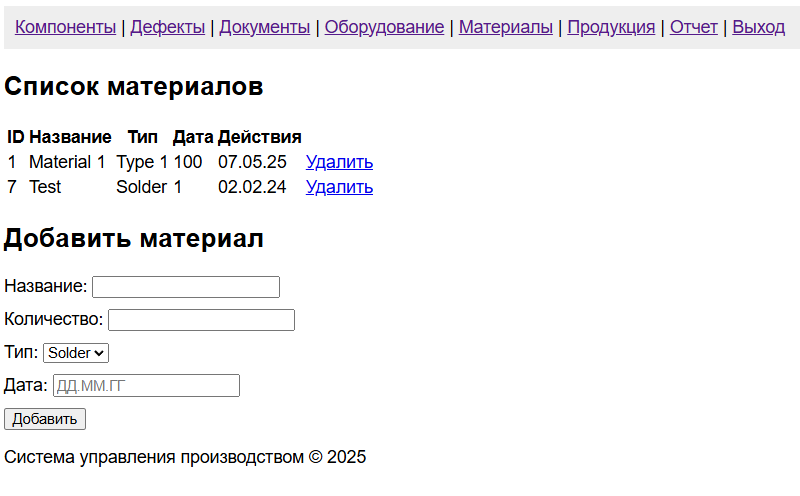 Компоненты | Дефекты | Документы | Оборудование | Материалы | Продукция | Отчет | Выход
Список материалов
ID Название Тип Дата Действия
1 Material 1 Type 1 100 07.05.25 Удалить
7 Test Solder 1 02.02.24 Удалить
Добавить материал
Название:
Количество:
Тип: Solder
Дата: ДД.ММ.ГГ
Добавить
Система управления производством © 2025